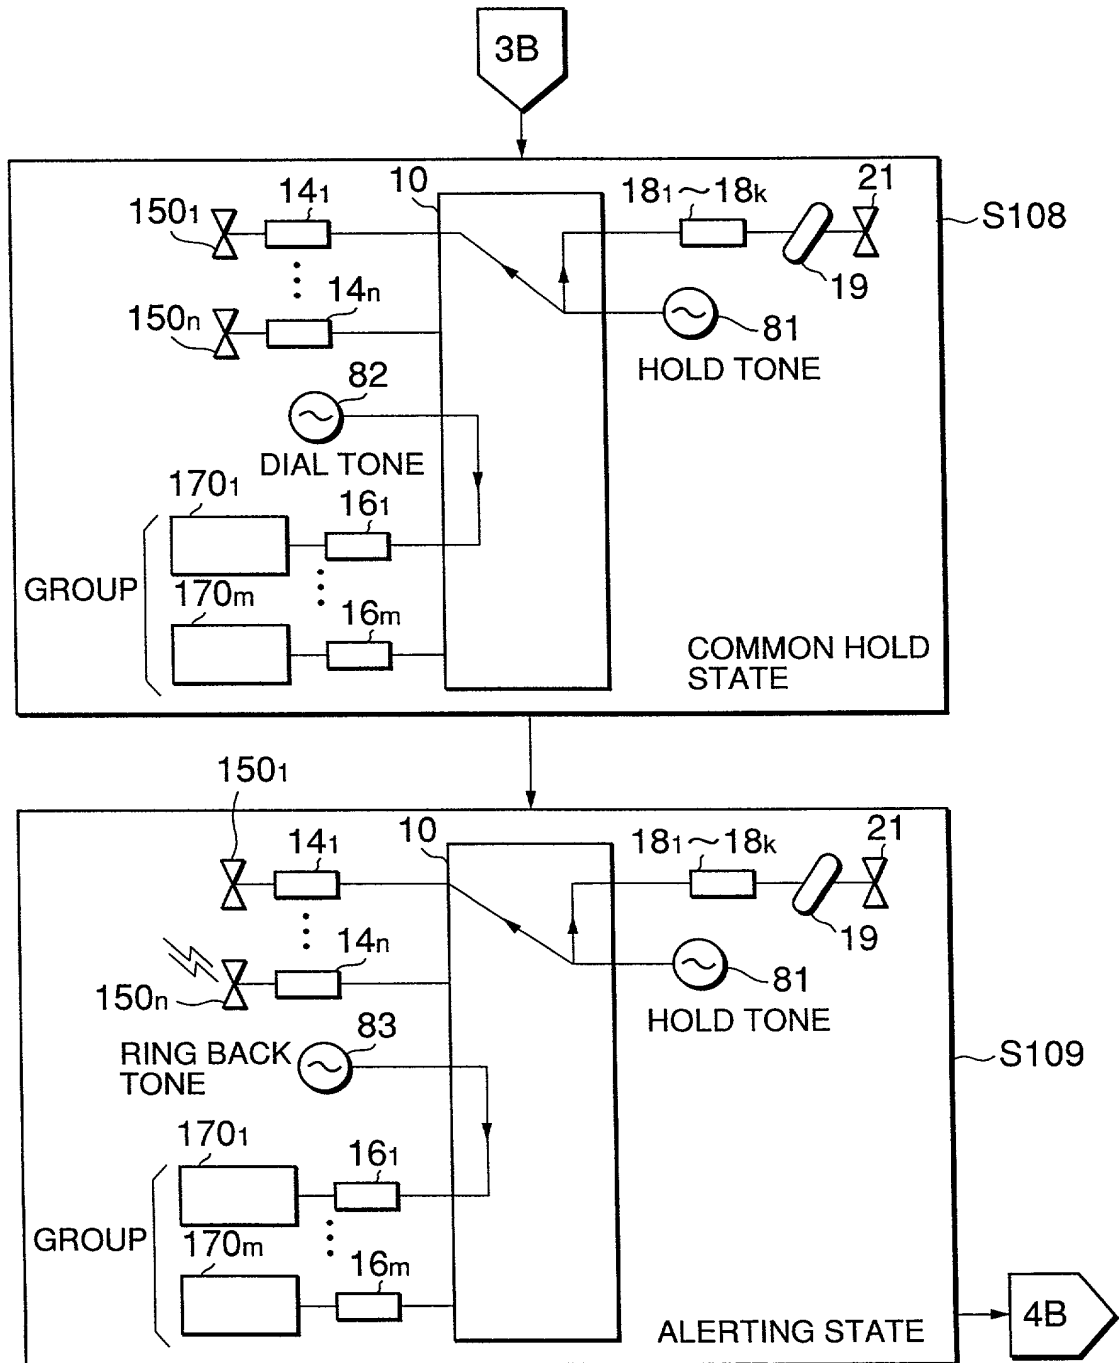 3B
10
18₁~18ₖ
21
14₁
150₁
S108
19
14ₙ
150ₙ
81
HOLD TONE
82
DIAL TONE
170₁
16₁
GROUP
170ₘ
16ₘ
COMMON HOLD
STATE
150₁
10
18₁~18ₖ
21
14₁
19
14ₙ
150ₙ
81
HOLD TONE
83
RING BACK
TONE
S109
170₁
16₁
GROUP
170ₘ
16ₘ
4B
ALERTING STATE